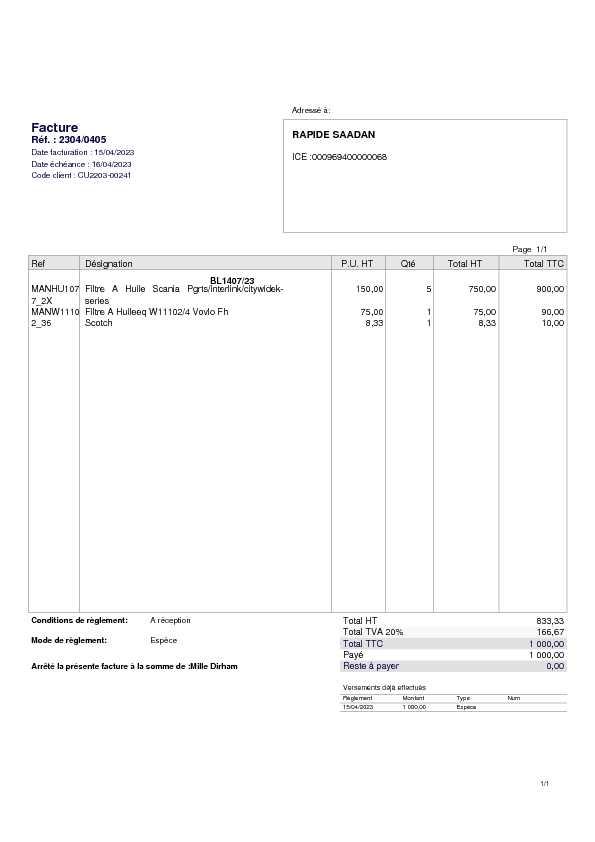 Adressé à:
Facture
Réf. : 2304/0405
Date facturation : 15/04/2023
Date échéance : 16/04/2023
Code client : CU2203-00241
RAPIDE SAADAN
ICE :000969400000068
Page 1/1
Ref Désignation P.U. HT Qté Total HT Total TTC
BL1407/23
MANHU107 Filtre A Huile Scania Pgrts/interlink/citywidek- 150,00 5 750,00 900,00
7_2X series
MANW1110 Filtre A Huileeq W11102/4 Vovlo Fh 75,00 1 75,00 90,00
2_36 Scotch 8,33 1 8,33 10,00
Conditions de règlement: A réception
Mode de règlement: Espèce
Arrêté la présente facture à la somme de :Mille Dirham
Total HT 833,33
Total TVA 20% 166,67
Total TTC 1 000,00
Payé 1 000,00
Reste à payer 0,00
Versements déjà effectués
Règlement Montant Type Num
15/04/2023 1 000,00 Espèce
1/1